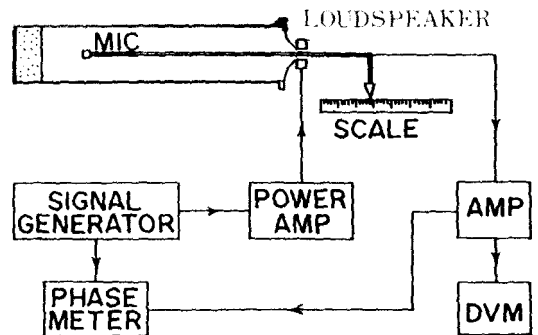 LOUDSPEAKER
MIC
SCALE
SIGNAL
GENERATOR
POWER
AMP
AMP
PHASE
METER
DVM